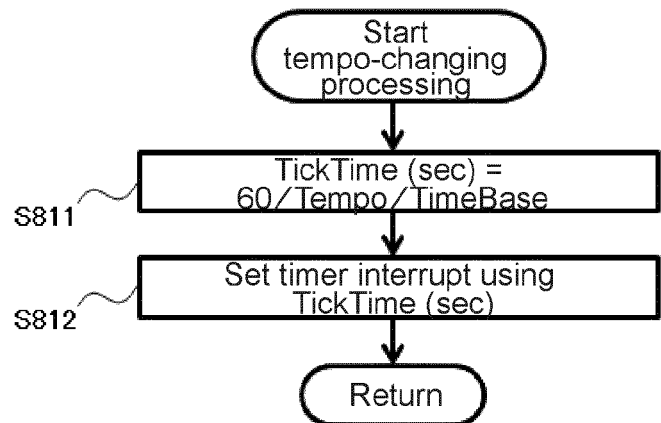 Start
tempo-changing
processing
TickTime (sec) =
60/Tempo/TimeBase
S811
Set timer interrupt using
TickTime (sec)
S812
Return